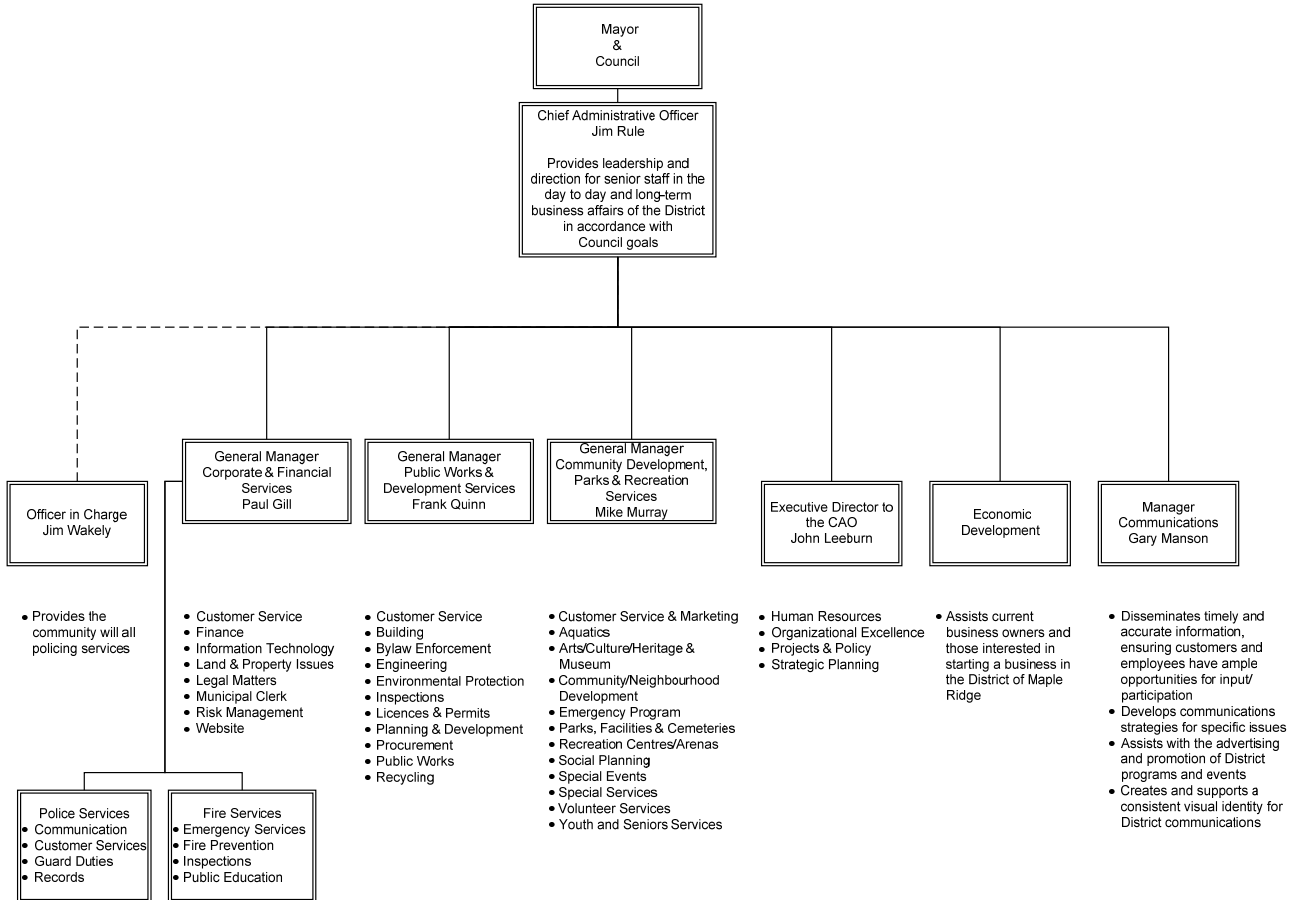 Mayor
&
Council
Chief Administrative Officer
Jim Rule
Provides leadership and
direction for senior staff in the
day to day and long-term
business affairs of the District
in accordance with
Council goals
Officer in Charge
Jim Wakely
General Manager
Corporate & Financial
Services
Paul Gill
General Manager
Public Works &
Development Services
Frank Quinn
General Manager
Community Development,
Parks & Recreation
Services
Mike Murray
Executive Director to
the CAO
John Leeburn
Economic
Development
Manager
Communications
Gary Manson
• Provides the
community will all
policing services
• Customer Service
• Finance
• Information Technology
• Land & Property Issues
• Legal Matters
• Municipal Clerk
• Risk Management
• Website
• Customer Service
• Building
• Bylaw Enforcement
• Engineering
• Environmental Protection
• Inspections
• Licences & Permits
• Planning & Development
• Procurement
• Public Works
• Recycling
• Customer Service & Marketing
• Aquatics
• Arts/Culture/Heritage &
Museum
• Community/Neighbourhood
Development
• Emergency Program
• Parks, Facilities & Cemeteries
• Recreation Centres/Arenas
• Social Planning
• Special Events
• Special Services
• Volunteer Services
• Youth and Seniors Services
• Human Resources
• Organizational Excellence
• Projects & Policy
• Strategic Planning
• Assists current
business owners and
those interested in
starting a business in
the District of Maple
Ridge
• Disseminates timely and
accurate information,
ensuring customers and
employees have ample
opportunities for input/
participation
• Develops communications
strategies for specific issues
• Assists with the advertising
and promotion of District
programs and events
• Creates and supports a
consistent visual identity for
District communications
Police Services
• Communication
• Customer Services
• Guard Duties
• Records
Fire Services
• Emergency Services
• Fire Prevention
• Inspections
• Public Education